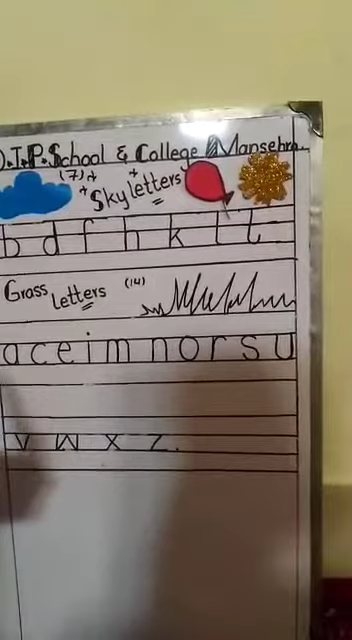 D.J.P. School & College Mansehra
(7)
Sky letters
b d f h k l t
Grass letters (14)
a c e i m n o r s u
v w x z.